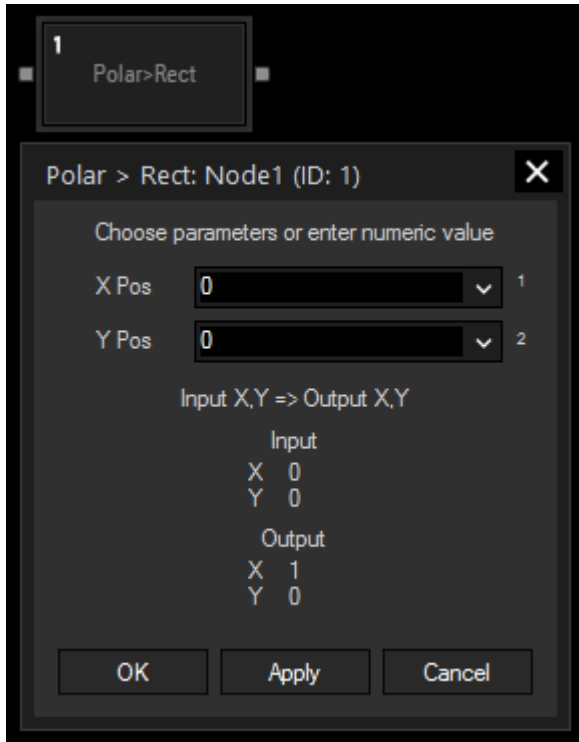 1
Polar>Rect
Polar > Rect: Node1 (ID: 1)
Choose parameters or enter numeric value
X Pos 0 1
Y Pos 0 2
Input X,Y => Output X,Y
Input
X 0
Y 0
Output
X 1
Y 0
OK Apply Cancel